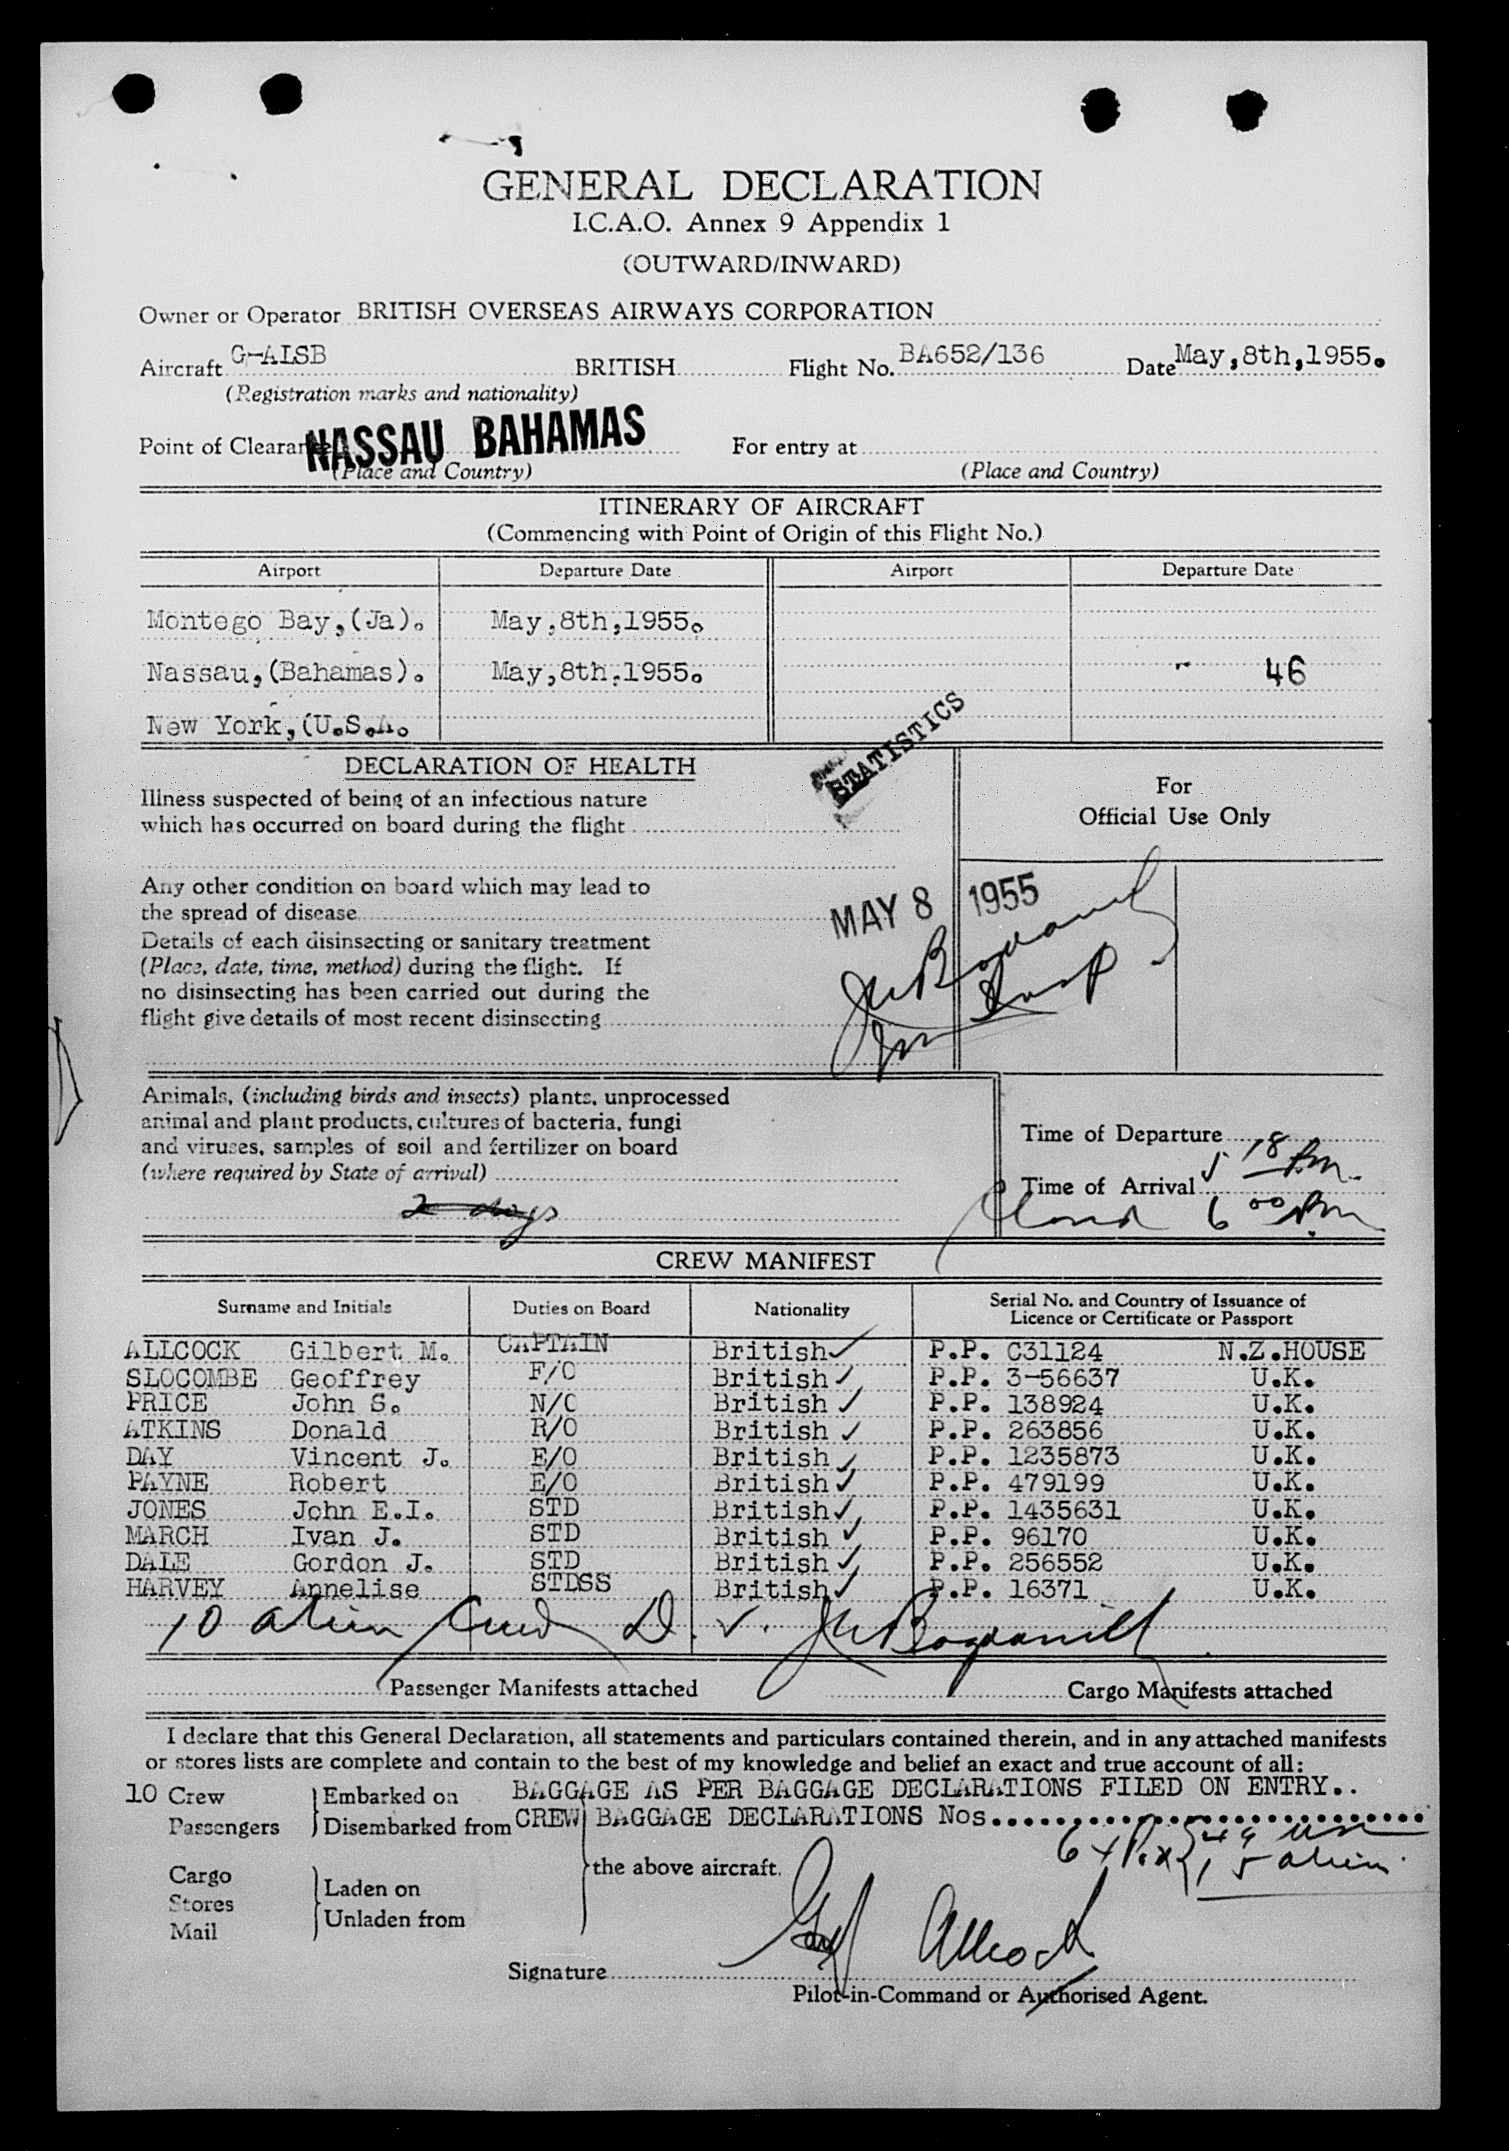 GENERAL DECLARATION
I.C.A.O. Annex 9 Appendix 1
(OUTWARD/INWARD)
Owner or Operator BRITISH OVERSEAS AIRWAYS CORPORATION
Aircraft G-ALSB BRITISH Flight No. BA652/136 Date May,8th,1955.
(Registration marks and nationality)
Point of Clearance NASSAU BAHAMAS For entry at
(Place and Country) (Place and Country)
ITINERARY OF AIRCRAFT
(Commencing with Point of Origin of this Flight No.)
Airport Departure Date Airport Departure Date
Montego Bay,(Ja). May,8th,1955.
Nassau,(Bahamas). May,8th,1955. 46
New York,(U.S.A.
STATISTICS
DECLARATION OF HEALTH
Illness suspected of being of an infectious nature
which has occurred on board during the flight
For
Official Use Only
Any other condition on board which may lead to
the spread of disease
MAY 8 1955
Details of each disinsecting or sanitary treatment
(Place, date, time, method) during the flight. If
no disinsecting has been carried out during the
flight give details of most recent disinsecting
Animals, (including birds and insects) plants, unprocessed
animal and plant products, cultures of bacteria, fungi
and viruses, samples of soil and fertilizer on board
(where required by State of arrival)
2 dogs
Time of Departure
Time of Arrival 5 18 P.m.
6 00 Pm
CREW MANIFEST
Surname and Initials Duties on Board Nationality Serial No. and Country of Issuance of
Licence or Certificate or Passport
ALLCOCK Gilbert M. CAPTAIN British P.P. C31124 N.Z.HOUSE
SLOCOMBE Geoffrey F/O British P.P. 3-56637 U.K.
PRICE John S. N/O British P.P. 138924 U.K.
ATKINS Donald R/O British P.P. 263856 U.K.
DAY Vincent J. E/O British P.P. 1235873 U.K.
PAYNE Robert E/O British P.P. 479199 U.K.
JONES John E.I. STD British P.P. 1435631 U.K.
MARCH Ivan J. STD British P.P. 96170 U.K.
DALE Gordon J. STD British P.P. 256552 U.K.
HARVEY Annelise STDSS British P.P. 16371 U.K.
10 alien Crew D.
Passenger Manifests attached Cargo Manifests attached
I declare that this General Declaration, all statements and particulars contained therein, and in any attached manifests
or stores lists are complete and contain to the best of my knowledge and belief an exact and true account of all:
10 Crew Embarked on BAGGAGE AS PER BAGGAGE DECLARATIONS FILED ON ENTRY..
Passengers Disembarked from CREW BAGGAGE DECLARATIONS Nos..............................
Cargo the above aircraft.
Laden on
Stores
Unladen from
Mail
Signature Allcock
Pilot-in-Command or Authorised Agent.